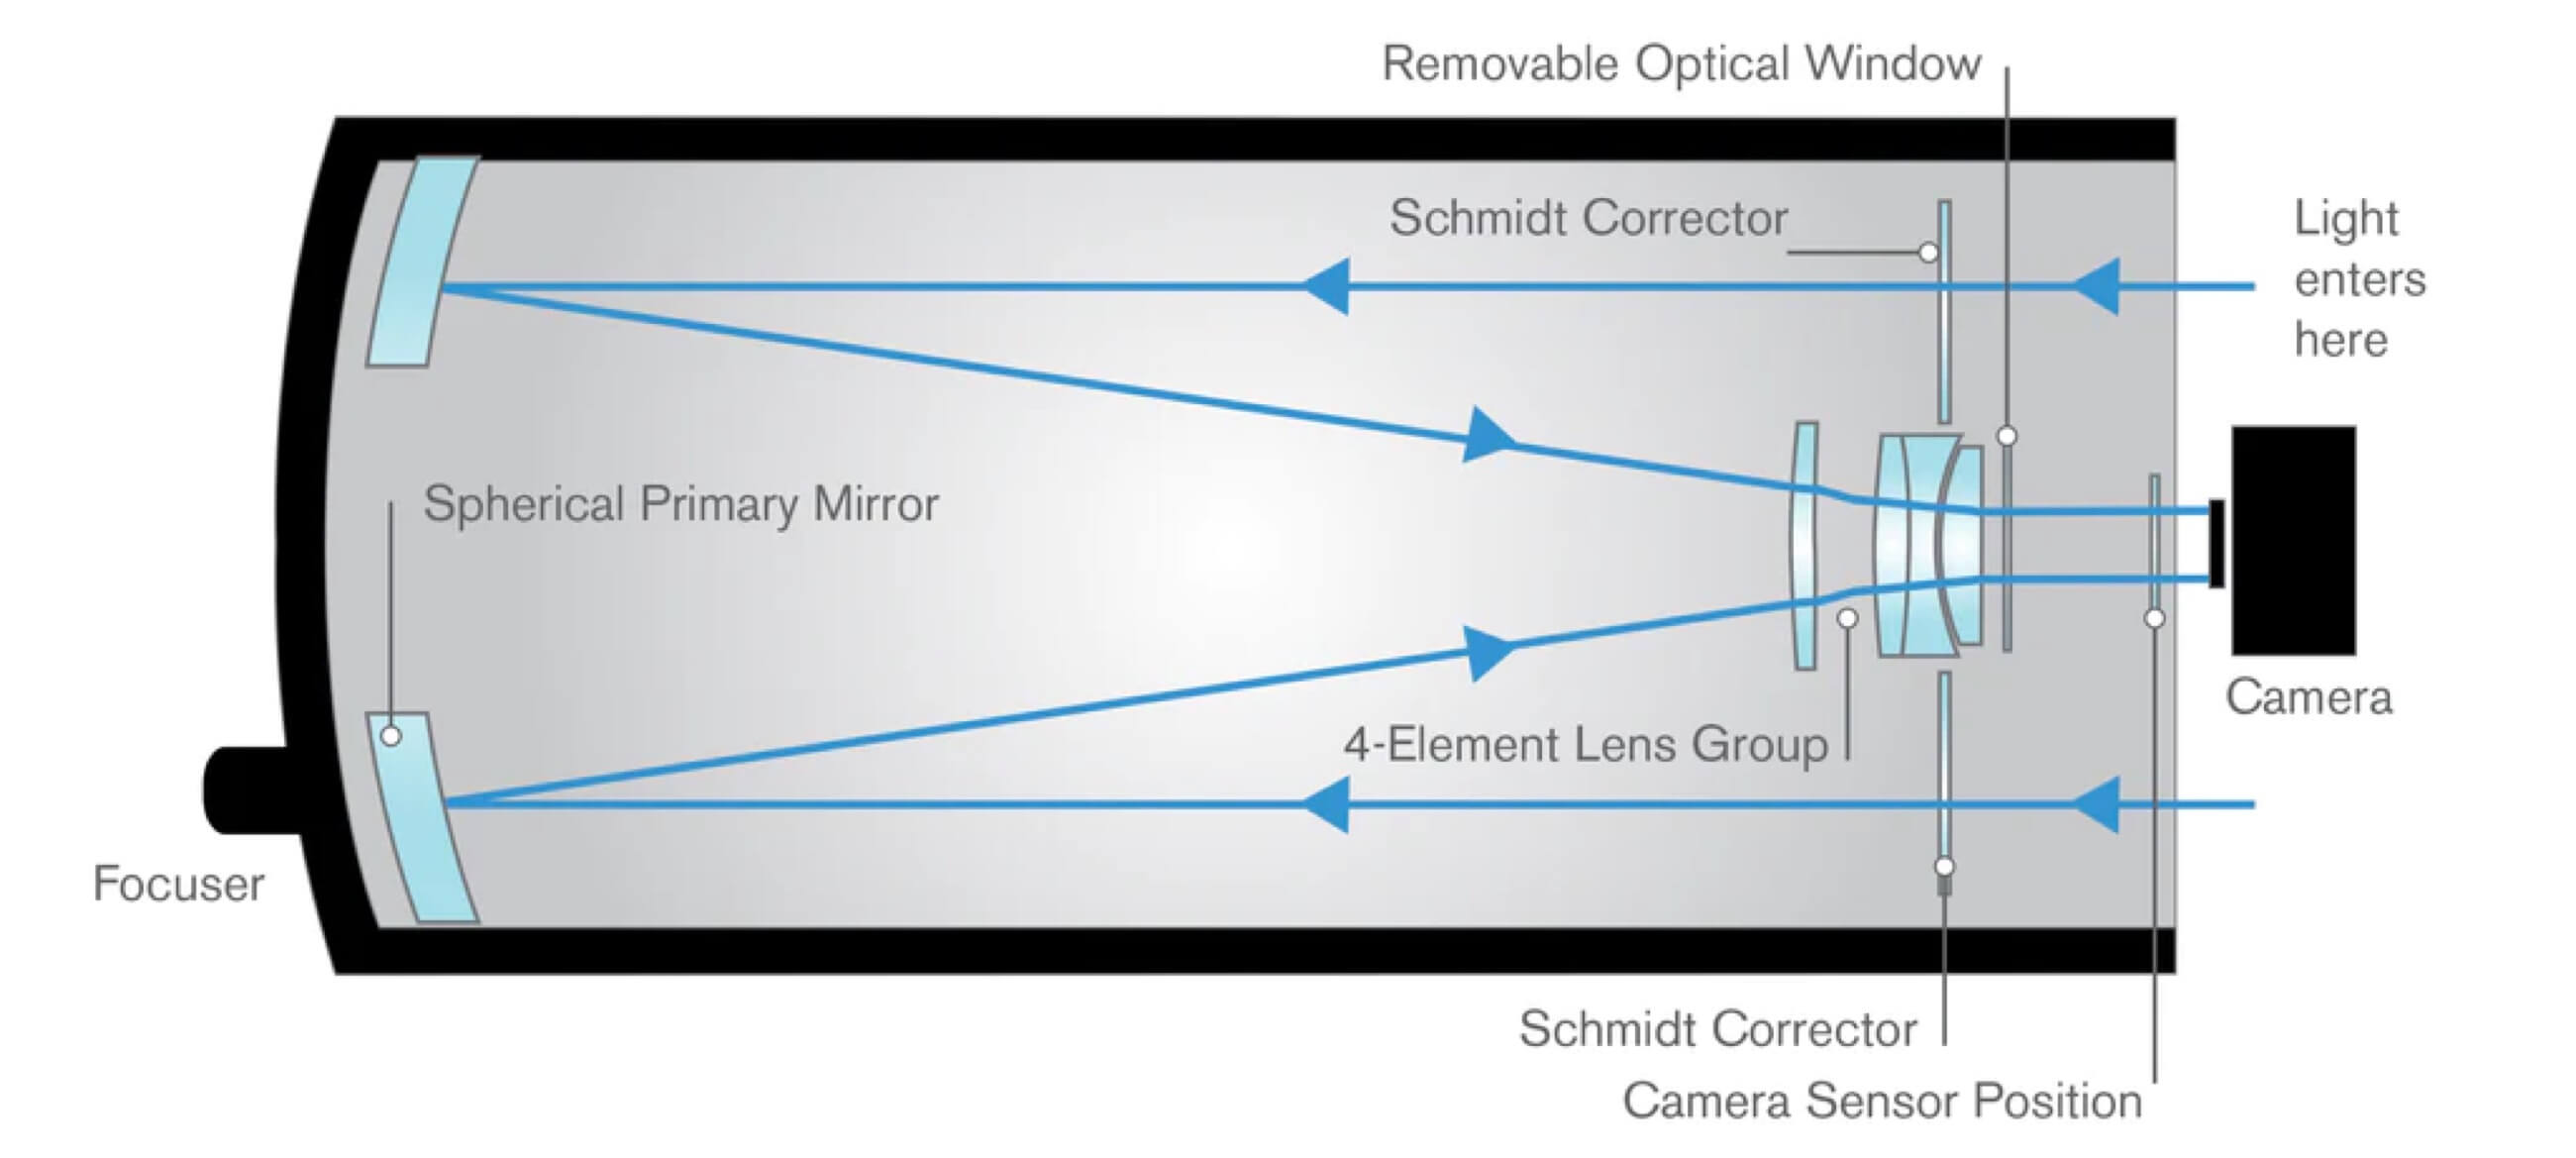 Removable Optical Window
Schmidt Corrector
Light
enters
here
Spherical Primary Mirror
Camera
4-Element Lens Group
Focuser
Schmidt Corrector
Camera Sensor Position